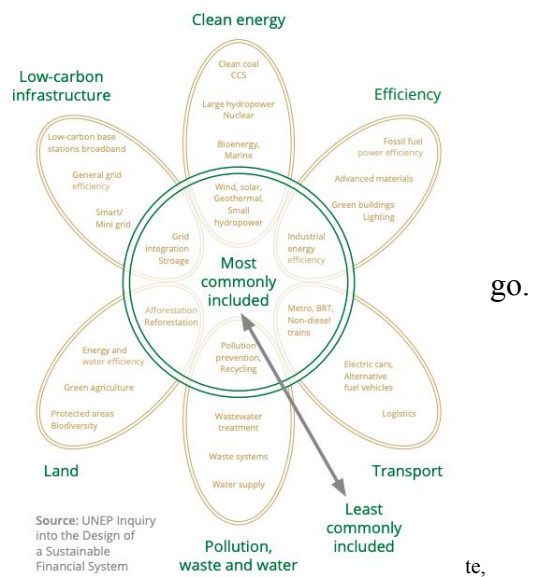 Clean energy
Clean coal
CCS
Large hydropower
Nuclear
Bioenergy,
Marine
Wind, solar,
Geothermal,
Small
hydropower
Low-carbon
infrastructure
Low-carbon base
stations broadband
General grid
efficiency
Smart/
Mini grid
Grid
integration
Stroage
Efficiency
Fossil fuel
power efficiency
Advanced materials
Green buildings
Lighting
Industrial
energy
efficiency
Most
commonly
included
go.
Afforestation
Reforestation
Energy and
water efficiency
Green agriculture
Protected areas
Biodiversity
Land
Pollution
prevention,
Recycling
Wastewater
treatment
Waste systems
Water supply
Pollution,
waste and water
Metro, BRT,
Non-diesel
trains
Electric cars,
Alternative
fuel vehicles
Logistics
Transport
Least
commonly
included
Source: UNEP Inquiry
into the Design of
a Sustainable
Financial System
te,